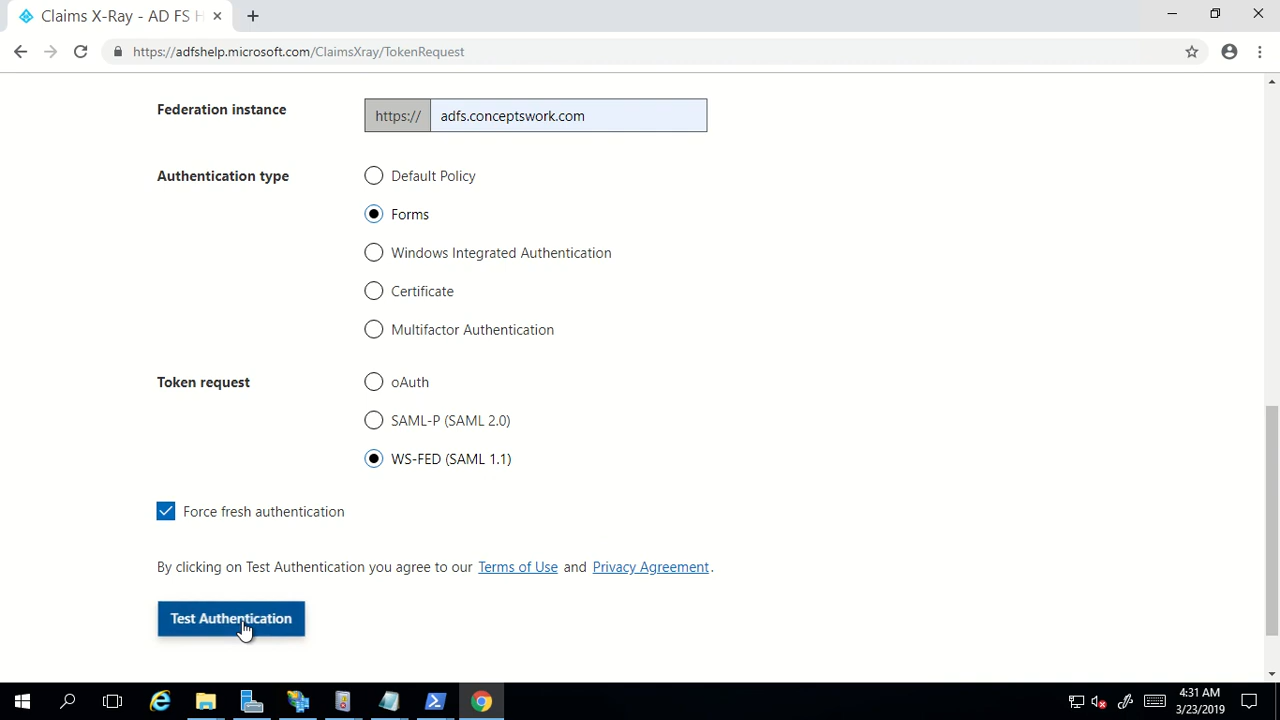 Claims X-Ray - AD FS H
https://adfshelp.microsoft.com/ClaimsXray/TokenRequest
Federation instance
https:// adfs.conceptswork.com
Authentication type
Default Policy
Forms
Windows Integrated Authentication
Certificate
Multifactor Authentication
Token request
oAuth
SAML-P (SAML 2.0)
WS-FED (SAML 1.1)
Force fresh authentication
By clicking on Test Authentication you agree to our Terms of Use and Privacy Agreement.
Test Authentication
4:31 AM
3/23/2019